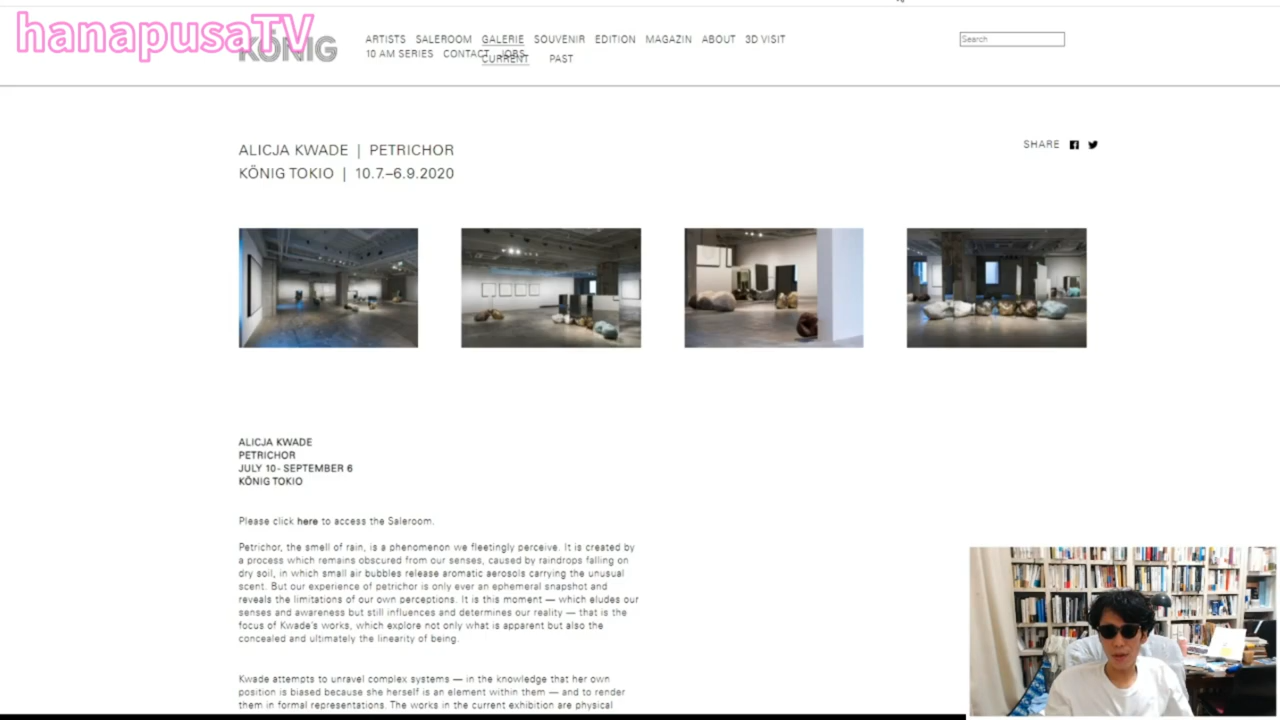 hanapusaTV
KÖNIG
ARTISTS SALEROOM GALERIE SOUVENIR EDITION MAGAZIN ABOUT 3D VISIT
10 AM SERIES CONTACT JOBS
CURRENT PAST
Search
ALICJA KWADE | PETRICHOR
KÖNIG TOKIO | 10.7.–6.9.2020
SHARE
ALICJA KWADE
PETRICHOR
JULY 10 - SEPTEMBER 6
KÖNIG TOKIO
Please click here to access the Saleroom.
Petrichor, the smell of rain, is a phenomenon we fleetingly perceive. It is created by
a process which remains obscured from our senses, caused by raindrops falling on
dry soil, in which small air bubbles release aromatic aerosols carrying the unusual
scent. But our experience of petrichor is only ever an ephemeral snapshot and
reveals the limitations of our own perceptions. It is this moment — which eludes our
senses and awareness but still influences and determines our reality — that is the
focus of Kwade's works, which explore not only what is apparent but also the
concealed and ultimately the linearity of being.
Kwade attempts to unravel complex systems — in the knowledge that her own
position is biased because she herself is an element within them — and to render
them in formal representations. The works in the current exhibition are physical